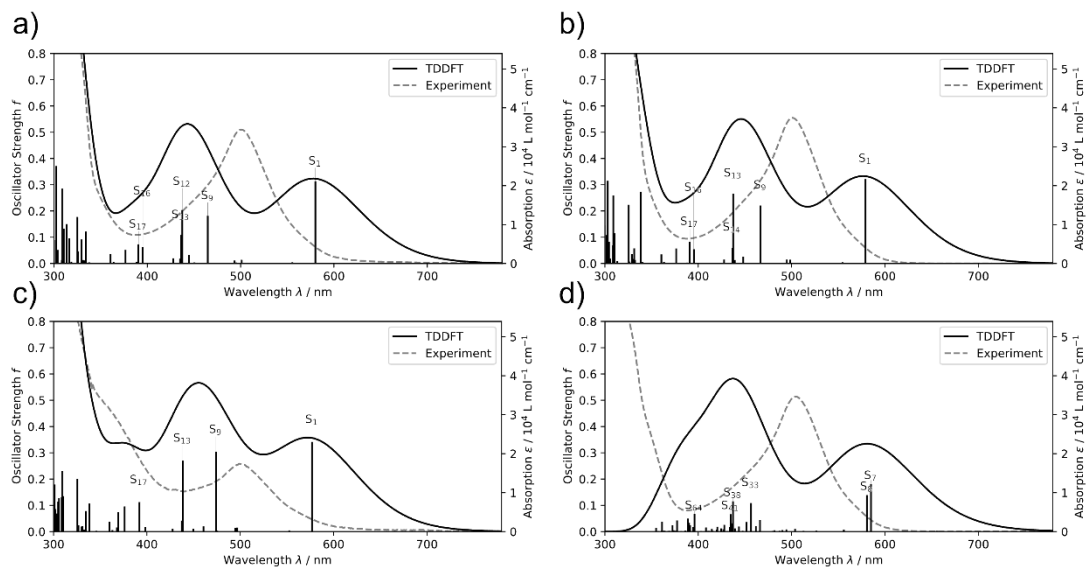 a)
Oscillator Strength f
0.8
0.7
0.6
0.5
0.4
0.3
0.2
0.1
0.0
TDDFT
Experiment
S₁
S₁₂
S₁₆
S₉
S₁₃
S₁₇
5
4
3
2
1
0
Absorption ε / 10⁴ L mol⁻¹ cm⁻¹
300 400 500 600 700
Wavelength λ / nm
b)
Oscillator Strength f
0.8
0.7
0.6
0.5
0.4
0.3
0.2
0.1
0.0
TDDFT
Experiment
S₁
S₁₃
S₁₆
S₉
S₁₇
S₁₄
5
4
3
2
1
0
Absorption ε / 10⁴ L mol⁻¹ cm⁻¹
300 400 500 600 700
Wavelength λ / nm
c)
Oscillator Strength f
0.8
0.7
0.6
0.5
0.4
0.3
0.2
0.1
0.0
TDDFT
Experiment
S₁
S₉
S₁₃
S₁₇
5
4
3
2
1
0
Absorption ε / 10⁴ L mol⁻¹ cm⁻¹
300 400 500 600 700
Wavelength λ / nm
d)
Oscillator Strength f
0.8
0.7
0.6
0.5
0.4
0.3
0.2
0.1
0.0
TDDFT
Experiment
S₇
S₃₃
S₃₈
S₄₁
5
4
3
2
1
0
Absorption ε / 10⁴ L mol⁻¹ cm⁻¹
300 400 500 600 700
Wavelength λ / nm